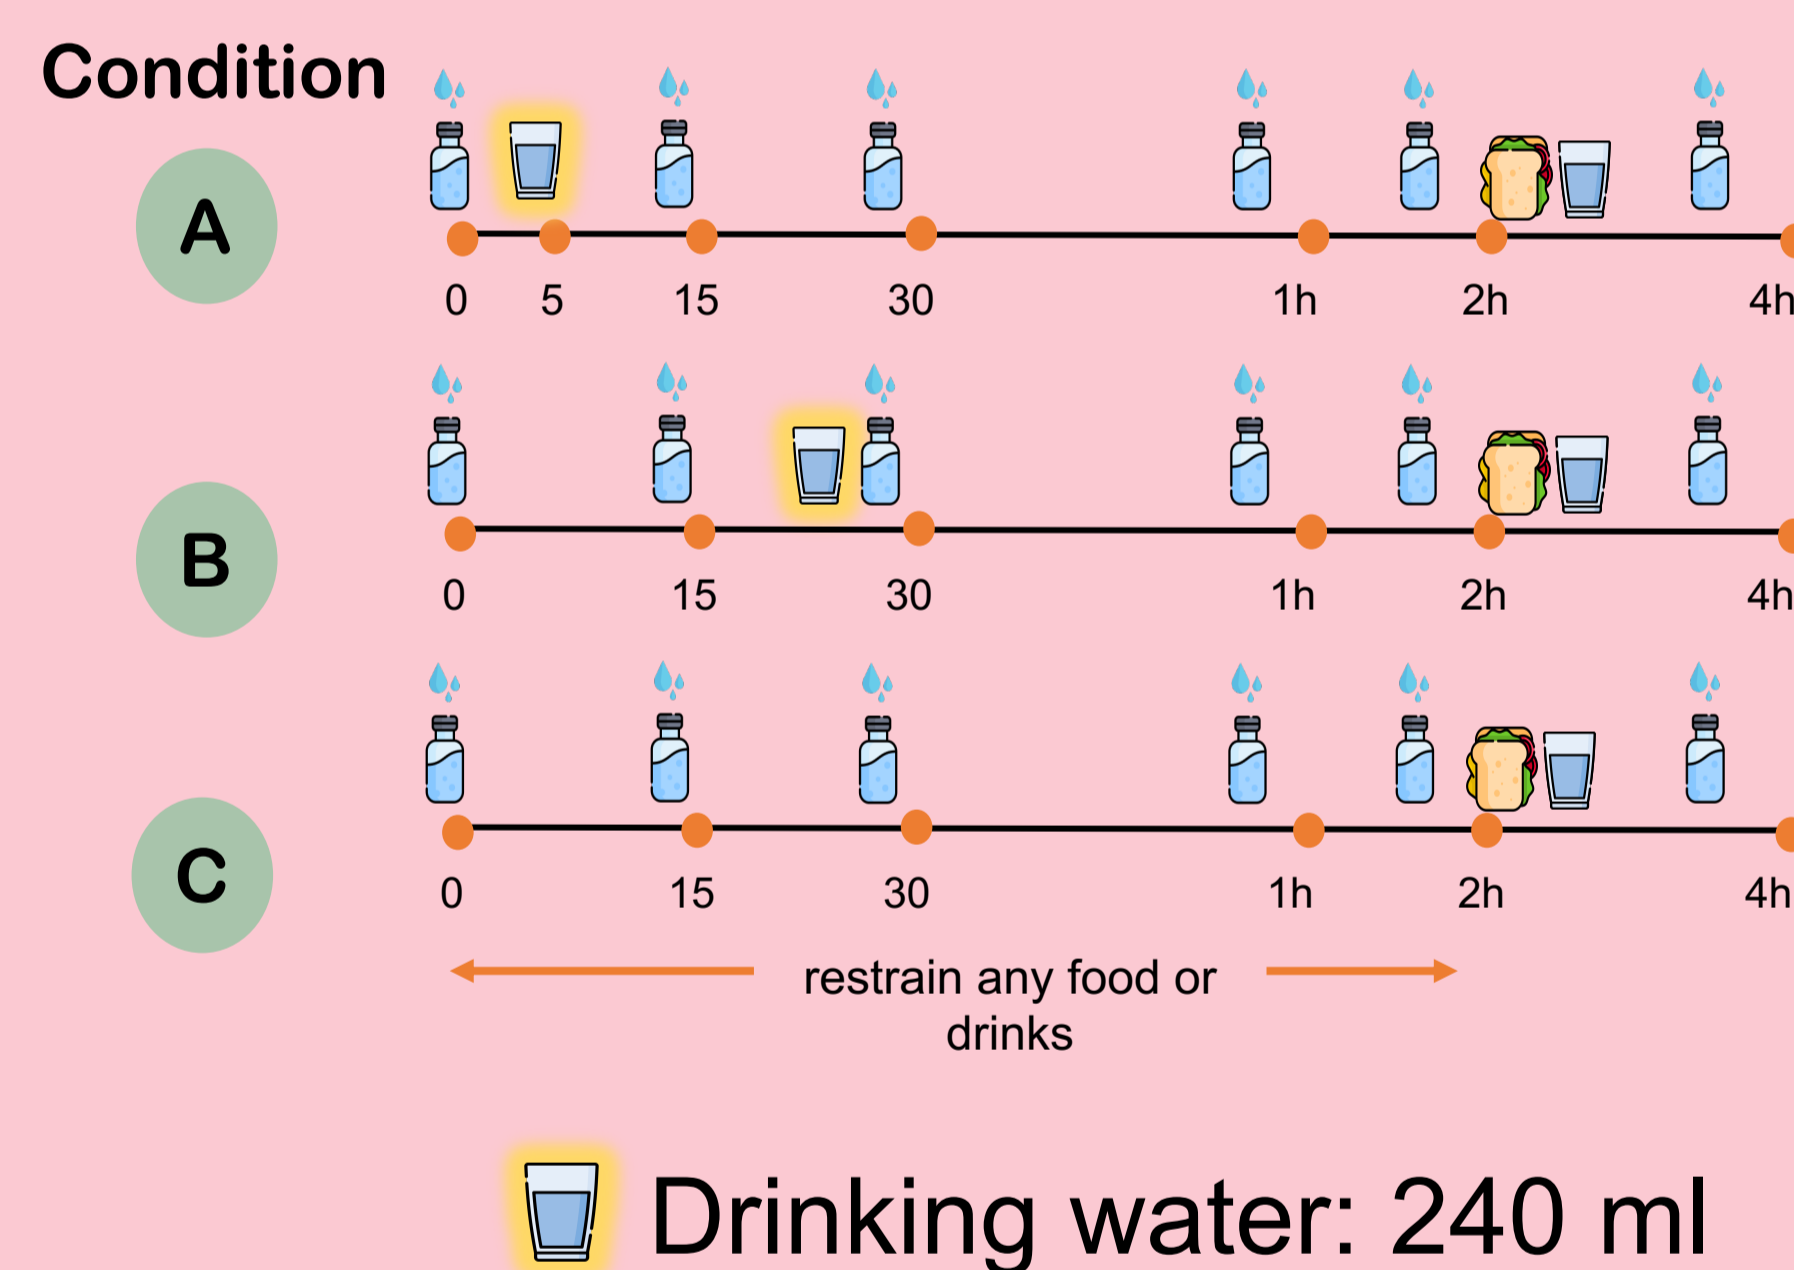 Condition
A
0 5 15 30 1h 2h 4h
B
0 15 30 1h 2h 4h
C
0 15 30 1h 2h 4h
restrain any food or
drinks
Drinking water: 240 ml